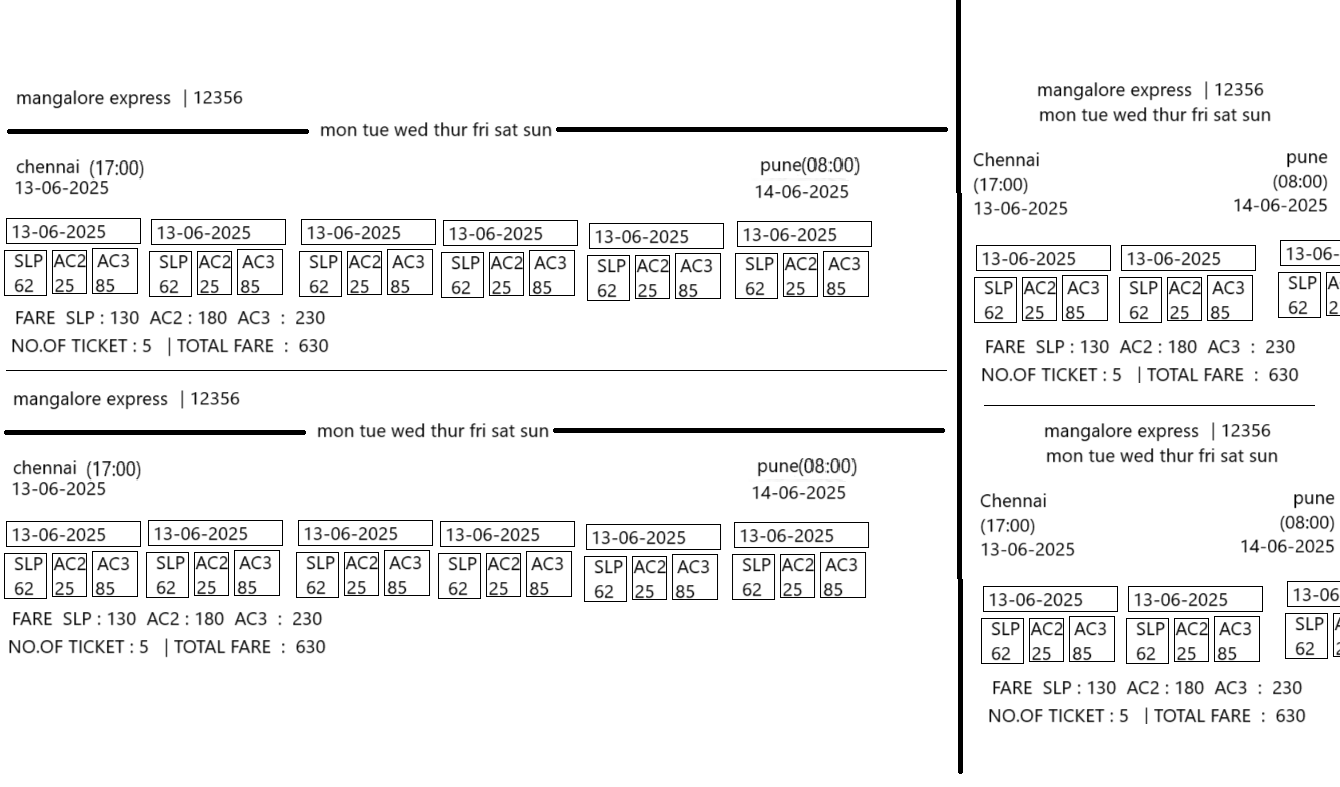 mangalore express | 12356
mon tue wed thur fri sat sun
chennai (17:00) pune(08:00)
13-06-2025 14-06-2025
13-06-2025 13-06-2025 13-06-2025 13-06-2025 13-06-2025 13-06-2025
SLP AC2 AC3 SLP AC2 AC3 SLP AC2 AC3 SLP AC2 AC3 SLP AC2 AC3 SLP AC2 AC3
62 25 85 62 25 85 62 25 85 62 25 85 62 25 85 62 25 85
FARE SLP : 130 AC2 : 180 AC3 : 230
NO.OF TICKET : 5 | TOTAL FARE : 630
mangalore express | 12356
mon tue wed thur fri sat sun
chennai (17:00) pune(08:00)
13-06-2025 14-06-2025
13-06-2025 13-06-2025 13-06-2025 13-06-2025 13-06-2025 13-06-2025
SLP AC2 AC3 SLP AC2 AC3 SLP AC2 AC3 SLP AC2 AC3 SLP AC2 AC3 SLP AC2 AC3
62 25 85 62 25 85 62 25 85 62 25 85 62 25 85 62 25 85
FARE SLP : 130 AC2 : 180 AC3 : 230
NO.OF TICKET : 5 | TOTAL FARE : 630
mangalore express | 12356
mon tue wed thur fri sat sun
Chennai pune
(17:00) (08:00)
13-06-2025 14-06-2025
13-06-2025 13-06-2025 13-06-
SLP AC2 AC3 SLP AC2 AC3 SLP A
62 25 85 62 25 85 62 2
FARE SLP : 130 AC2 : 180 AC3 : 230
NO.OF TICKET : 5 | TOTAL FARE : 630
mangalore express | 12356
mon tue wed thur fri sat sun
Chennai pune
(17:00) (08:00)
13-06-2025 14-06-2025
13-06-2025 13-06-2025 13-06
SLP AC2 AC3 SLP AC2 AC3 SLP
62 25 85 62 25 85 62
FARE SLP : 130 AC2 : 180 AC3 : 230
NO.OF TICKET : 5 | TOTAL FARE : 630